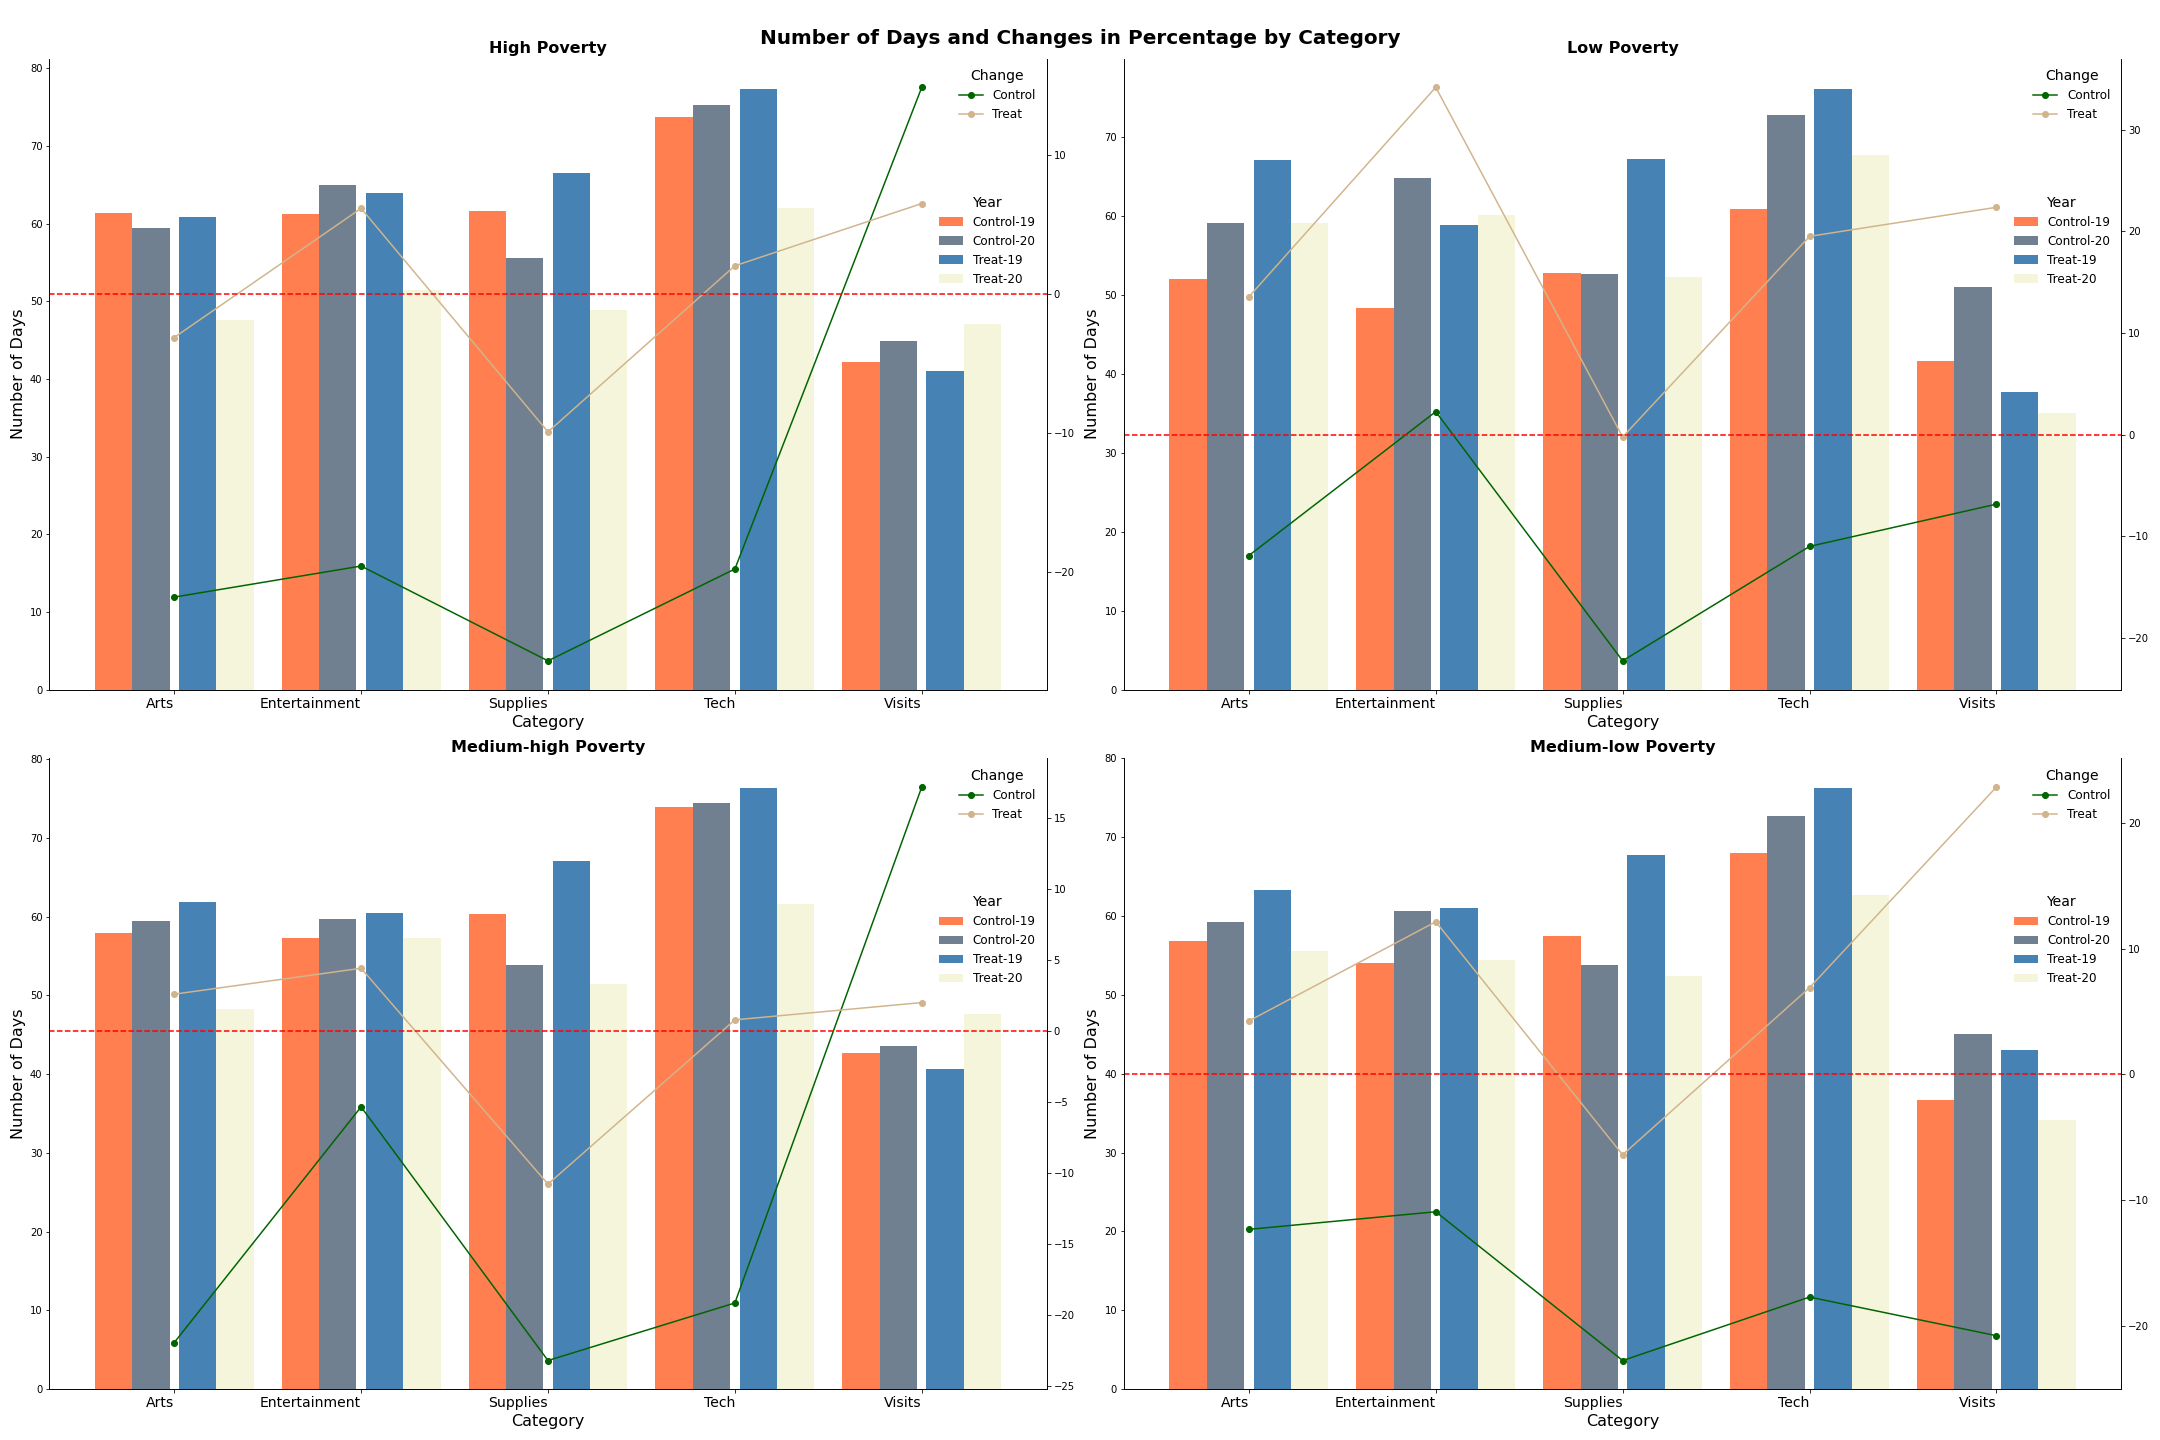 Number of Days and Changes in Percentage by Category
High Poverty
Number of Days
80
70
60
50
40
30
20
10
0
10
0
−10
−20
Change
Control
Treat
Year
Control-19
Control-20
Treat-19
Treat-20
Arts
Entertainment
Supplies
Tech
Visits
Category
Low Poverty
Number of Days
70
60
50
40
30
20
10
0
30
20
10
0
−10
−20
Change
Control
Treat
Year
Control-19
Control-20
Treat-19
Treat-20
Arts
Entertainment
Supplies
Tech
Visits
Category
Medium-high Poverty
Number of Days
80
70
60
50
40
30
20
10
0
15
10
5
0
−5
−10
−15
−20
−25
Change
Control
Treat
Year
Control-19
Control-20
Treat-19
Treat-20
Arts
Entertainment
Supplies
Tech
Visits
Category
Medium-low Poverty
Number of Days
80
70
60
50
40
30
20
10
0
20
10
0
−10
−20
Change
Control
Treat
Year
Control-19
Control-20
Treat-19
Treat-20
Arts
Entertainment
Supplies
Tech
Visits
Category